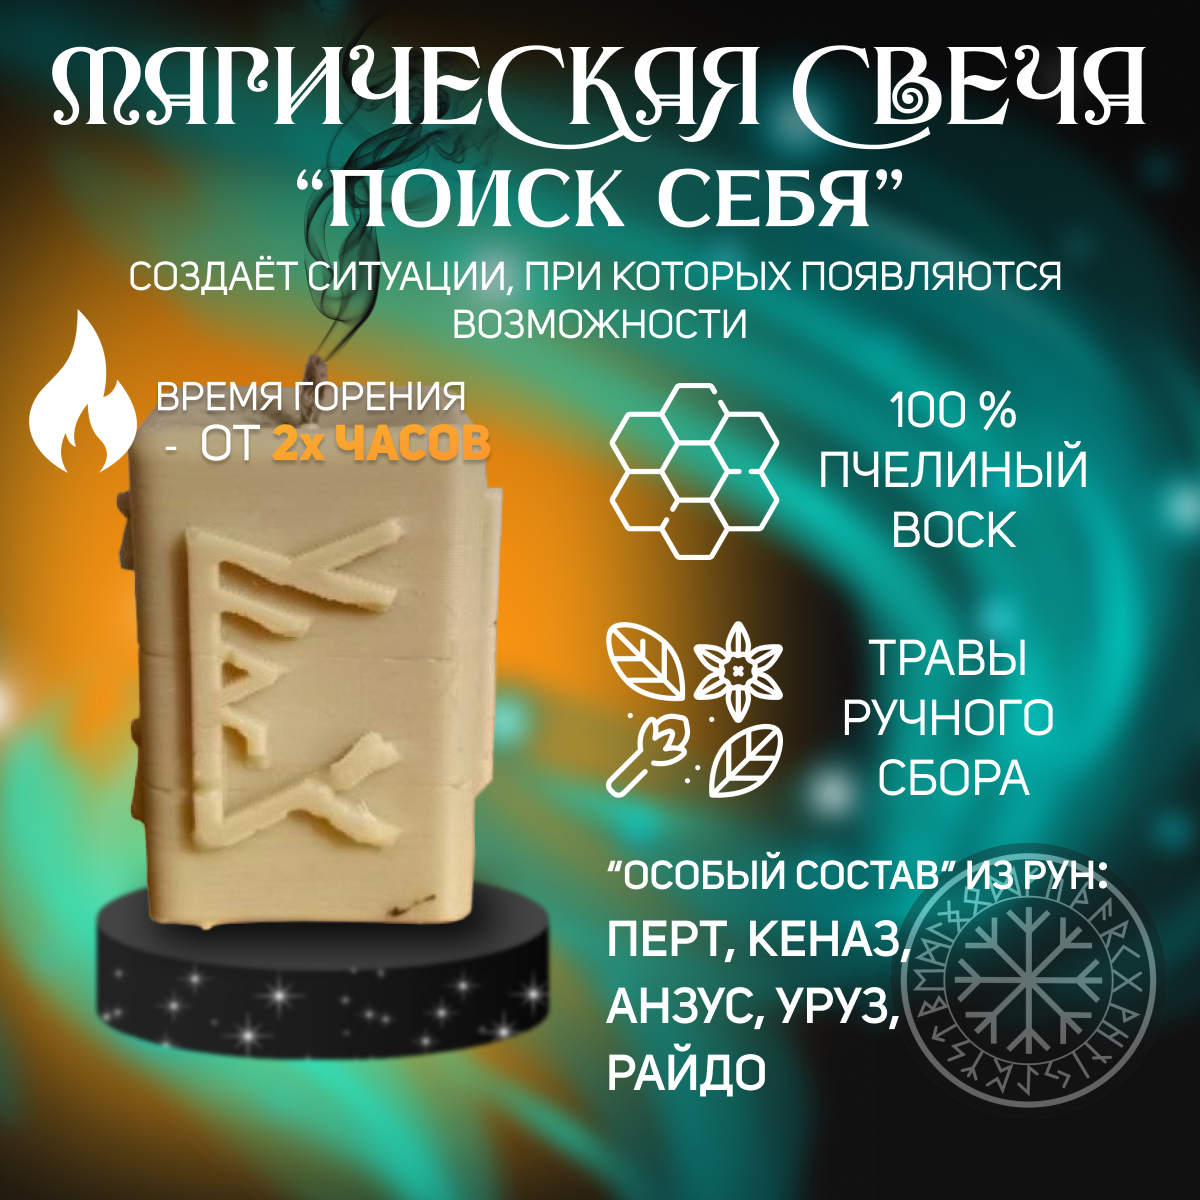 МАГИЧЕСКАЯ СВЕЧА
“ПОИСК СЕБЯ”
СОЗДАЁТ СИТУАЦИИ, ПРИ КОТОРЫХ ПОЯВЛЯЮТСЯ
ВОЗМОЖНОСТИ
ВРЕМЯ ГОРЕНИЯ
- ОТ 2х ЧАСОВ
100 %
ПЧЕЛИНЫЙ
ВОСК
ТРАВЫ
РУЧНОГО
СБОРА
“ОСОБЫЙ СОСТАВ” ИЗ РУН:
ПЕРТ, КЕНАЗ,
АНЗУС, УРУЗ,
РАЙДО